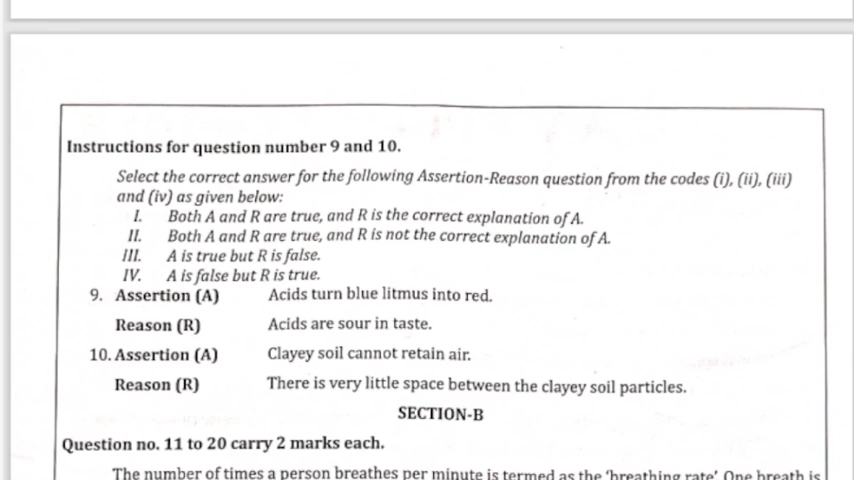 Instructions for question number 9 and 10.
Select the correct answer for the following Assertion-Reason question from the codes (i), (ii), (iii)
and (iv) as given below:
I. Both A and R are true, and R is the correct explanation of A.
II. Both A and R are true, and R is not the correct explanation of A.
III. A is true but R is false.
IV. A is false but R is true.
9. Assertion (A) Acids turn blue litmus into red.
Reason (R) Acids are sour in taste.
10. Assertion (A) Clayey soil cannot retain air.
Reason (R) There is very little space between the clayey soil particles.
SECTION-B
Question no. 11 to 20 carry 2 marks each.
The number of times a person breathes per minute is termed as the 'breathing rate'. One breath is